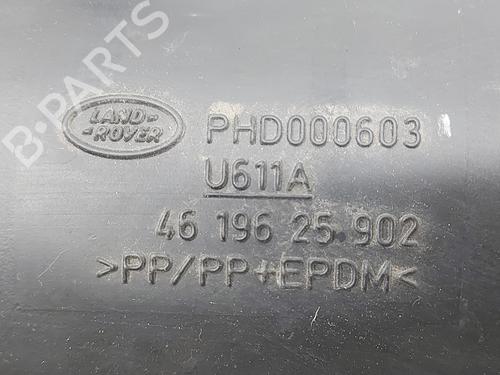 LAND-
-ROVER
PHD000603
U611A
46 196 25 902
>PP/PP+EPDM<
B-PARTS